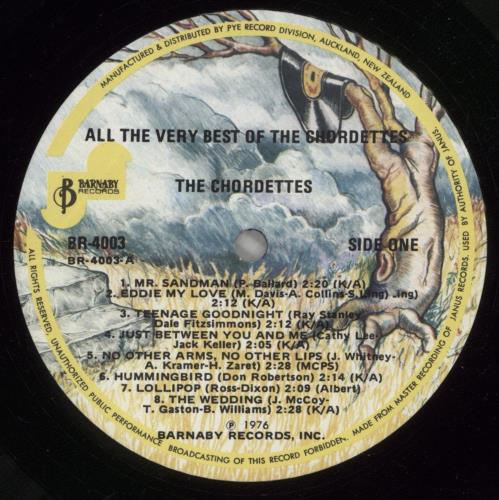 MANUFACTURED & DISTRIBUTED BY PYE RECORD DIVISION, AUCKLAND, NEW ZEALAND
ALL THE VERY BEST OF THE CHORDETTES
THE CHORDETTES
B BARNABY
RECORDS
BR-4003 SIDE ONE
BR-4003-A
1. MR. SANDMAN (P. Ballard) 2:20 (K/A)
2. EDDIE MY LOVE (M. Davis-A. Collins-S. Ling) .ing)
2:12 (K/A)
3. TEENAGE GOODNIGHT (Ray Stanley
Dale Fitzsimmons) 2:12 (K/A)
4. JUST BETWEEN YOU AND ME (Cathy Lee-
Jack Keller) 2:05 (K/A)
5. NO OTHER ARMS, NO OTHER LIPS (J. Whitney-
A. Kramer-H. Zaret) 2:28 (MCPS)
6. HUMMINGBIRD (Don Robertson) 2:14 (K/A)
7. LOLLIPOP (Ross-Dixon) 2:09 (Albert)
8. THE WEDDING (J. McCoy-
T. Gaston-B. Williams) 2:28 (K/A)
℗ 1976
BARNABY RECORDS, INC.
ALL RIGHTS RESERVED. UNAUTHORIZED PUBLIC PERFORMANCE BROADCASTING OF THIS RECORD FORBIDDEN. MADE FROM MASTER RECORDING OF JANUS RECORDS. USED BY AUTHORITY OF JANUS.